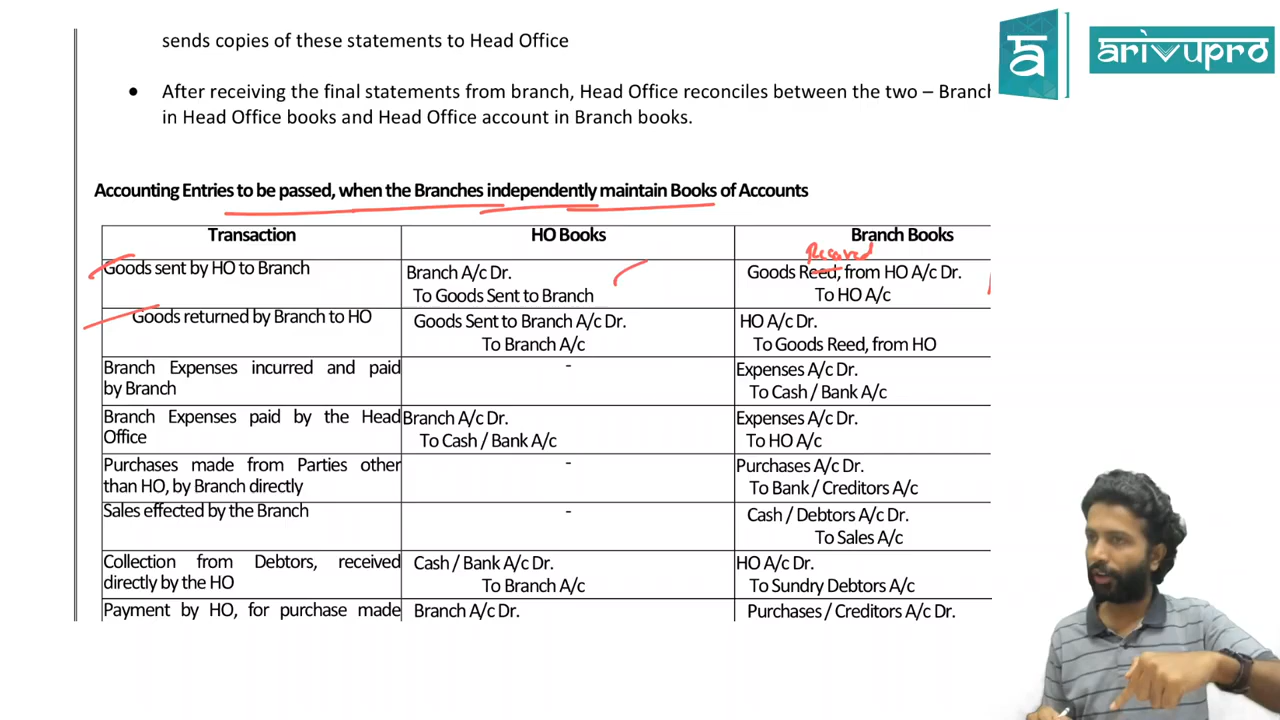 sends copies of these statements to Head Office
arivupro
• After receiving the final statements from branch, Head Office reconciles between the two – Branch
in Head Office books and Head Office account in Branch books.
Accounting Entries to be passed, when the Branches independently maintain Books of Accounts
Transaction HO Books Branch Books
Received
Goods sent by HO to Branch
Branch A/c Dr.
To Goods Sent to Branch
Goods Reed, from HO A/c Dr.
To HO A/c
Goods returned by Branch to HO
Goods Sent to Branch A/c Dr.
To Branch A/c
HO A/c Dr.
To Goods Reed, from HO
Branch Expenses incurred and paid
by Branch
-
Expenses A/c Dr.
To Cash / Bank A/c
Branch Expenses paid by the Head
Office
Branch A/c Dr.
To Cash / Bank A/c
Expenses A/c Dr.
To HO A/c
Purchases made from Parties other
than HO, by Branch directly
-
Purchases A/c Dr.
To Bank / Creditors A/c
Sales effected by the Branch
-
Cash / Debtors A/c Dr.
To Sales A/c
Collection from Debtors, received
directly by the HO
Cash / Bank A/c Dr.
To Branch A/c
HO A/c Dr.
To Sundry Debtors A/c
Payment by HO, for purchase made
Branch A/c Dr.
Purchases / Creditors A/c Dr.